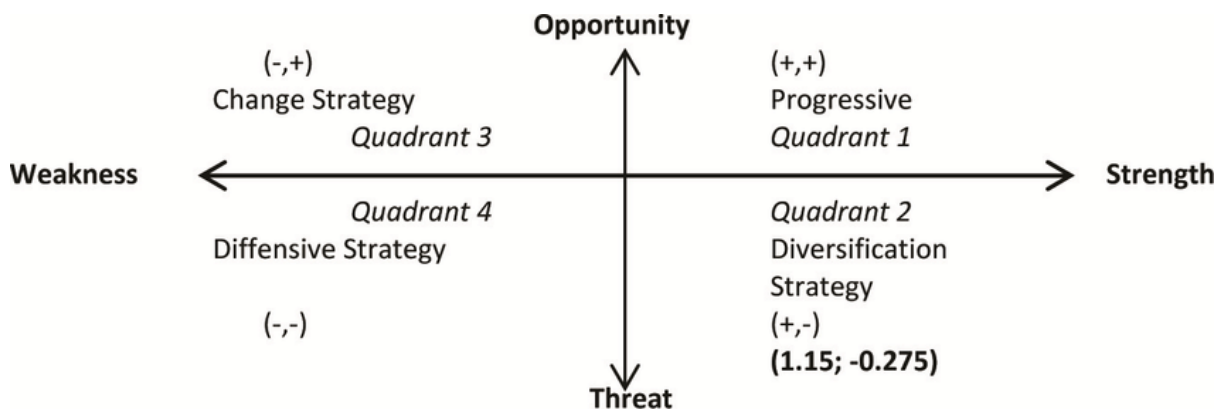 Opportunity
(-,+)
Change Strategy
Quadrant 3
(+,+)
Progressive
Quadrant 1
Weakness
Strength
Quadrant 4
Diffensive Strategy
(-,-)
Quadrant 2
Diversification
Strategy
(+,-)
(1.15; -0.275)
Threat